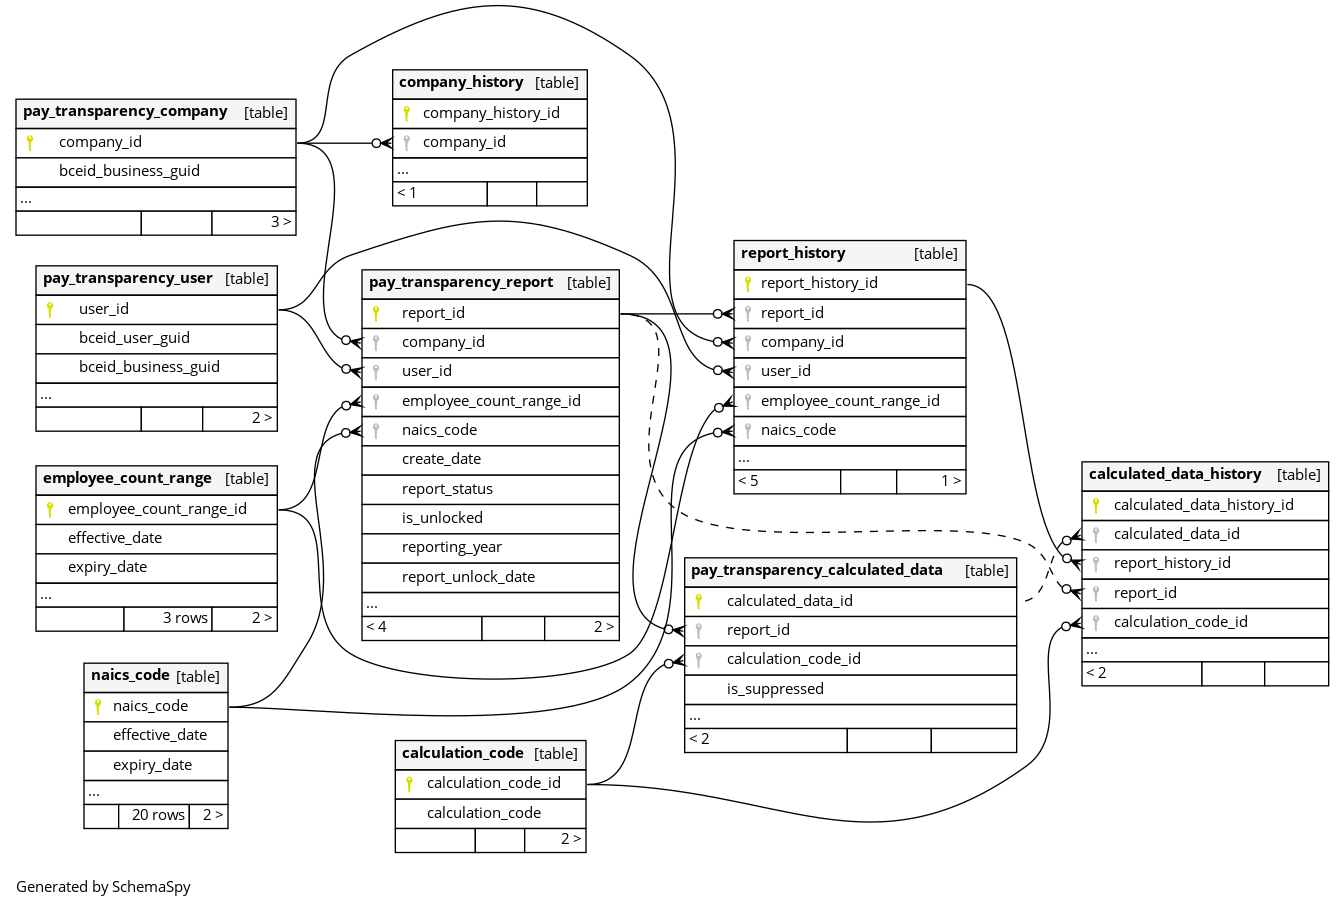 pay_transparency_company [table]
company_id
bceid_business_guid
...
3 >
company_history [table]
company_history_id
company_id
...
< 1
pay_transparency_user [table]
user_id
bceid_user_guid
bceid_business_guid
...
2 >
pay_transparency_report [table]
report_id
company_id
user_id
employee_count_range_id
naics_code
create_date
report_status
is_unlocked
reporting_year
report_unlock_date
...
< 4 2 >
report_history [table]
report_history_id
report_id
company_id
user_id
employee_count_range_id
naics_code
...
< 5 1 >
employee_count_range [table]
employee_count_range_id
effective_date
expiry_date
...
3 rows 2 >
calculated_data_history [table]
calculated_data_history_id
calculated_data_id
report_history_id
report_id
calculation_code_id
...
< 2
pay_transparency_calculated_data [table]
calculated_data_id
report_id
calculation_code_id
is_suppressed
...
< 2
naics_code [table]
naics_code
effective_date
expiry_date
...
20 rows 2 >
calculation_code [table]
calculation_code_id
calculation_code
2 >
Generated by SchemaSpy